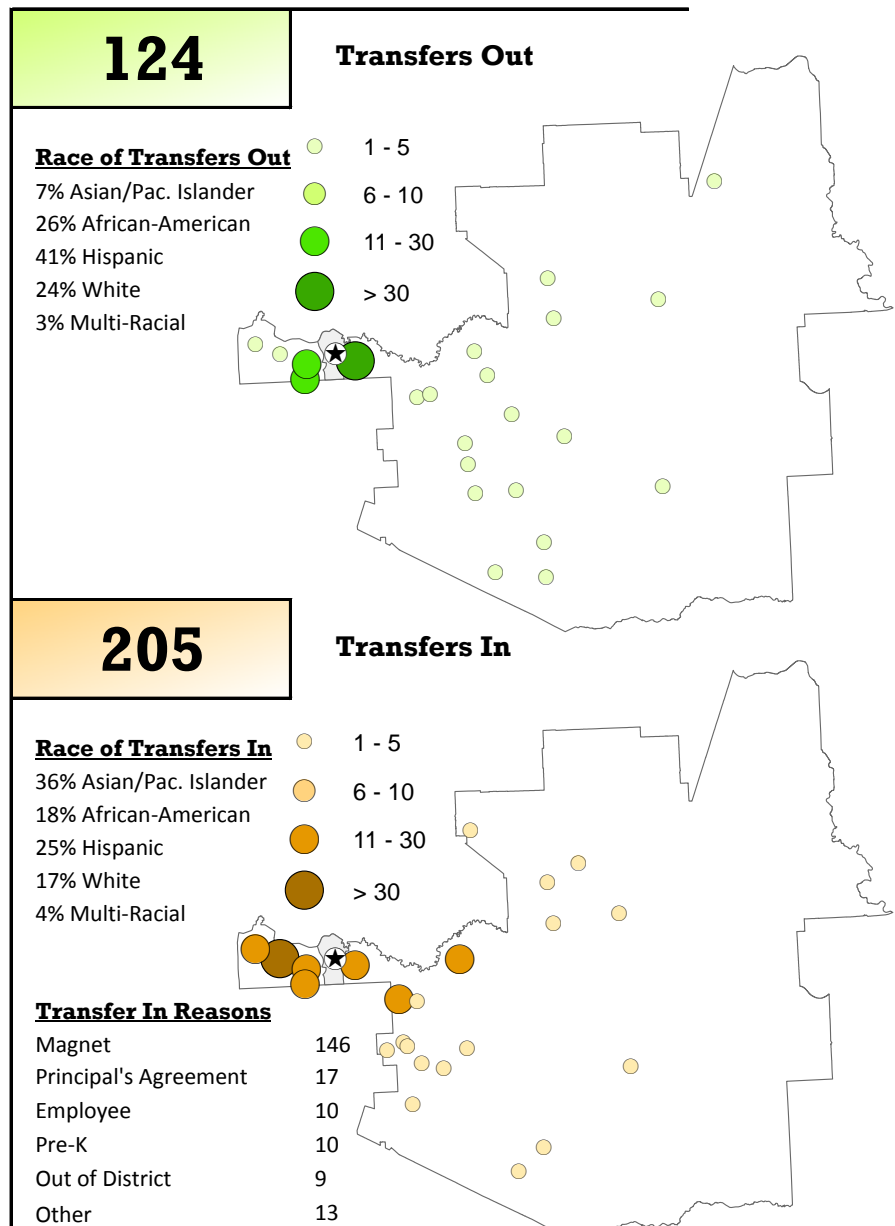 124
Transfers Out
Race of Transfers Out
7% Asian/Pac. Islander
26% African-American
41% Hispanic
24% White
3% Multi-Racial
1 - 5
6 - 10
11 - 30
> 30
205
Transfers In
Race of Transfers In
36% Asian/Pac. Islander
18% African-American
25% Hispanic
17% White
4% Multi-Racial
1 - 5
6 - 10
11 - 30
> 30
Transfer In Reasons
Magnet 146
Principal's Agreement 17
Employee 10
Pre-K 10
Out of District 9
Other 13